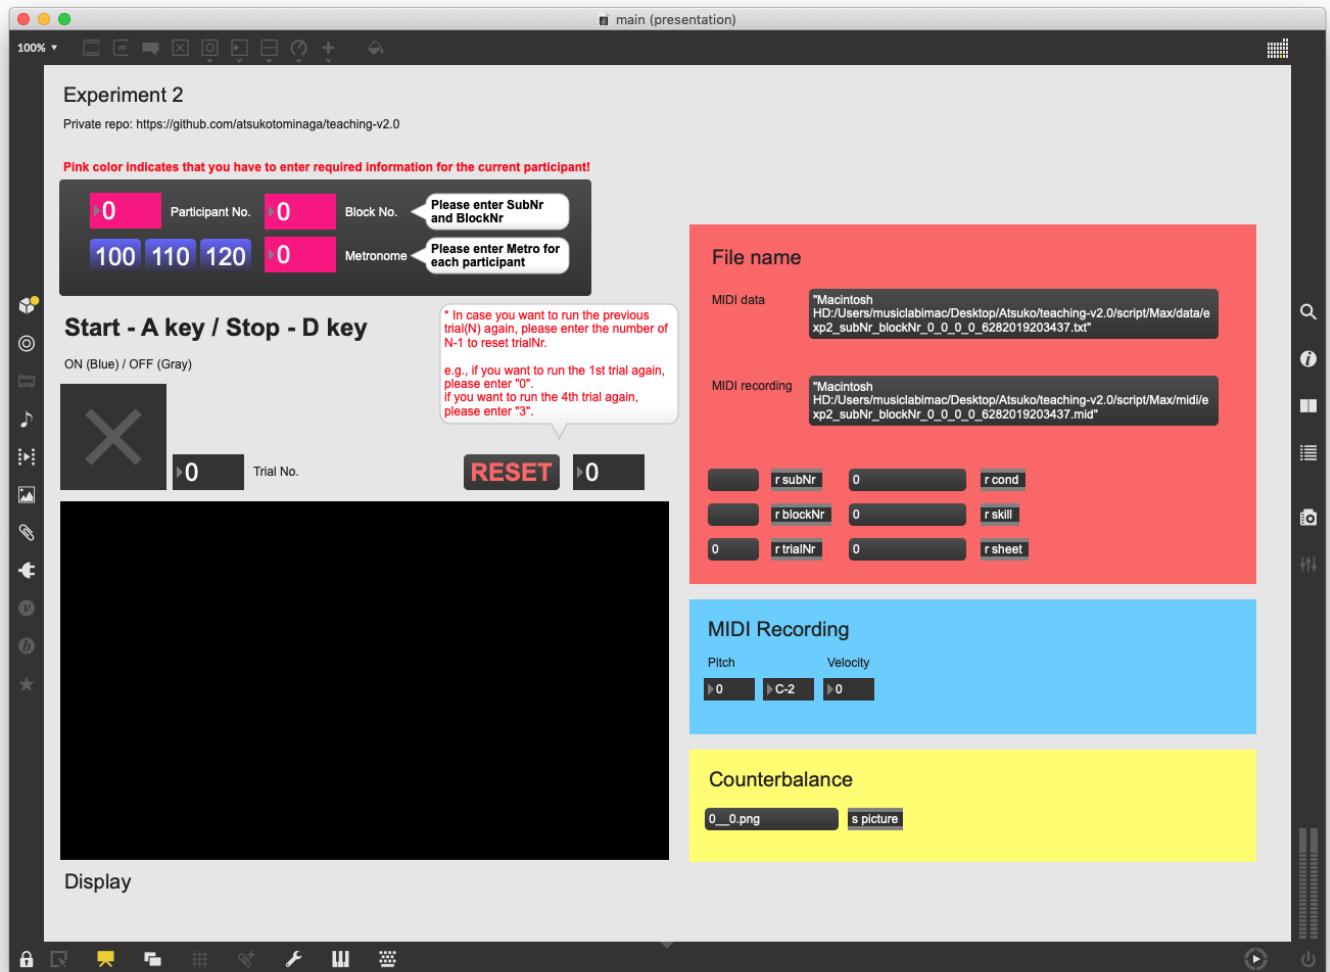 main (presentation)
100%
Experiment 2
Private repo: https://github.com/atsukotominaga/teaching-v2.0
Pink color indicates that you have to enter required information for the current participant!
0
Participant No.
0
Block No.
Please enter SubNr
and BlockNr
100
110
120
0
Metronome
Please enter Metro for
each participant
Start - A key / Stop - D key
ON (Blue) / OFF (Gray)
* In case you want to run the previous
trial(N) again, please enter the number of
N-1 to reset trialNr.
e.g., if you want to run the 1st trial again,
please enter "0".
if you want to run the 4th trial again,
please enter "3".
0
Trial No.
RESET
0
Display
File name
MIDI data
"Macintosh
HD:/Users/musiclabimac/Desktop/Atsuko/teaching-v2.0/script/Max/data/e
xp2_subNr_blockNr_0_0_0_0_6282019203437.txt"
MIDI recording
"Macintosh
HD:/Users/musiclabimac/Desktop/Atsuko/teaching-v2.0/script/Max/midi/e
xp2_subNr_blockNr_0_0_0_0_6282019203437.mid"
r subNr
0
r cond
r blockNr
0
r skill
0
r trialNr
0
r sheet
MIDI Recording
Pitch
Velocity
0
C-2
0
Counterbalance
0__0.png
s picture